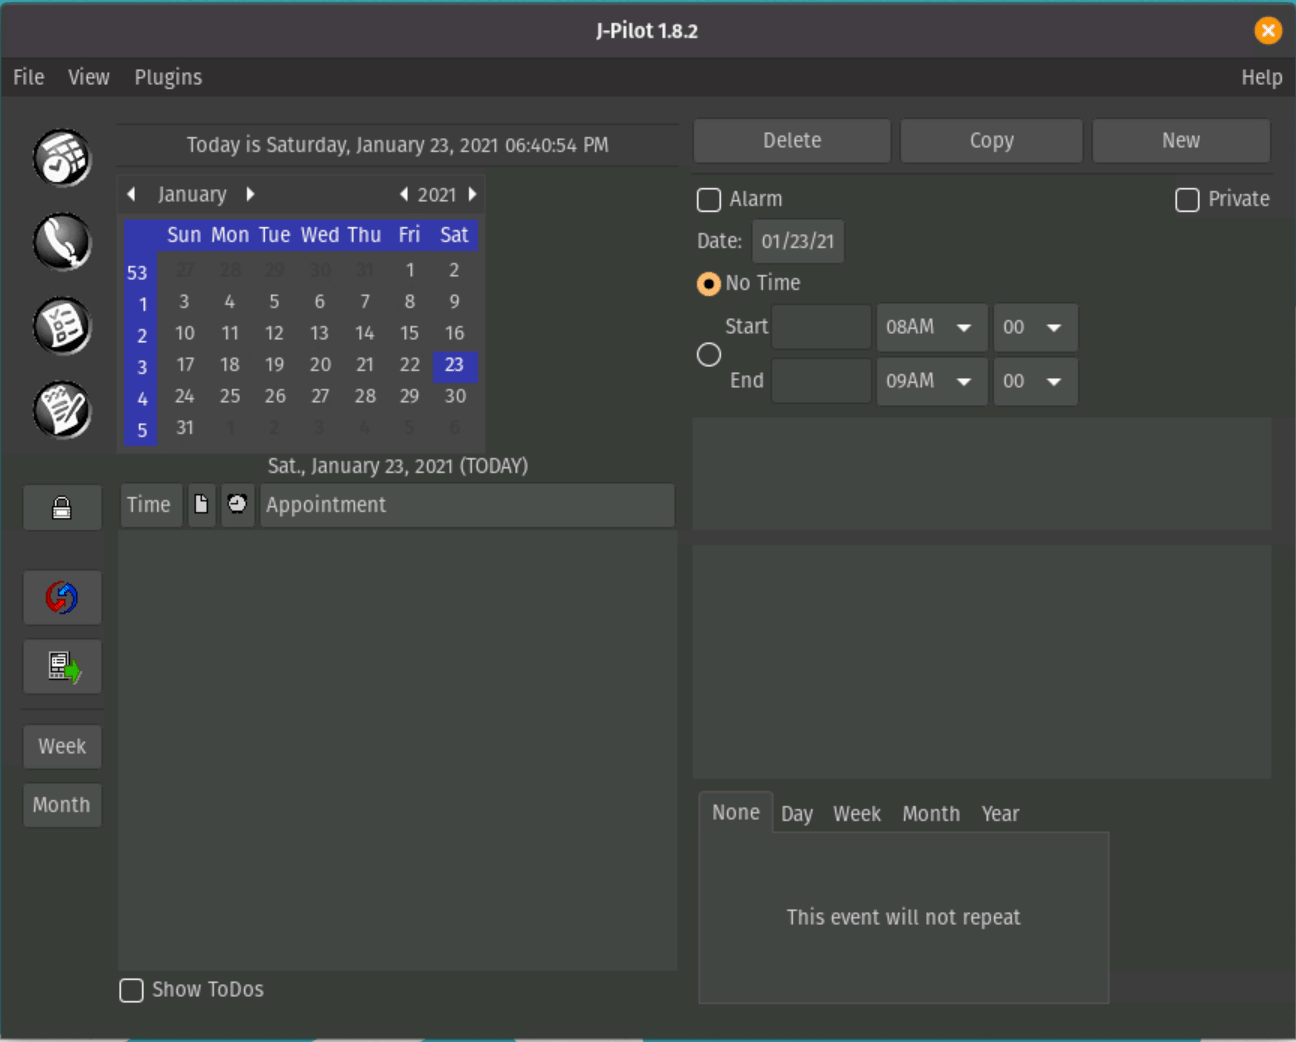 J-Pilot 1.8.2
File View Plugins Help
Today is Saturday, January 23, 2021 06:40:54 PM
Delete Copy New
January 2021
Alarm Private
Sun Mon Tue Wed Thu Fri Sat
Date: 01/23/21
53 27 28 29 30 31 1 2
No Time
1 3 4 5 6 7 8 9
2 10 11 12 13 14 15 16
Start 08AM 00
3 17 18 19 20 21 22 23
End 09AM 00
4 24 25 26 27 28 29 30
5 31 1 2 3 4 5 6
Sat., January 23, 2021 (TODAY)
Time Appointment
Week
Month
None Day Week Month Year
This event will not repeat
Show ToDos